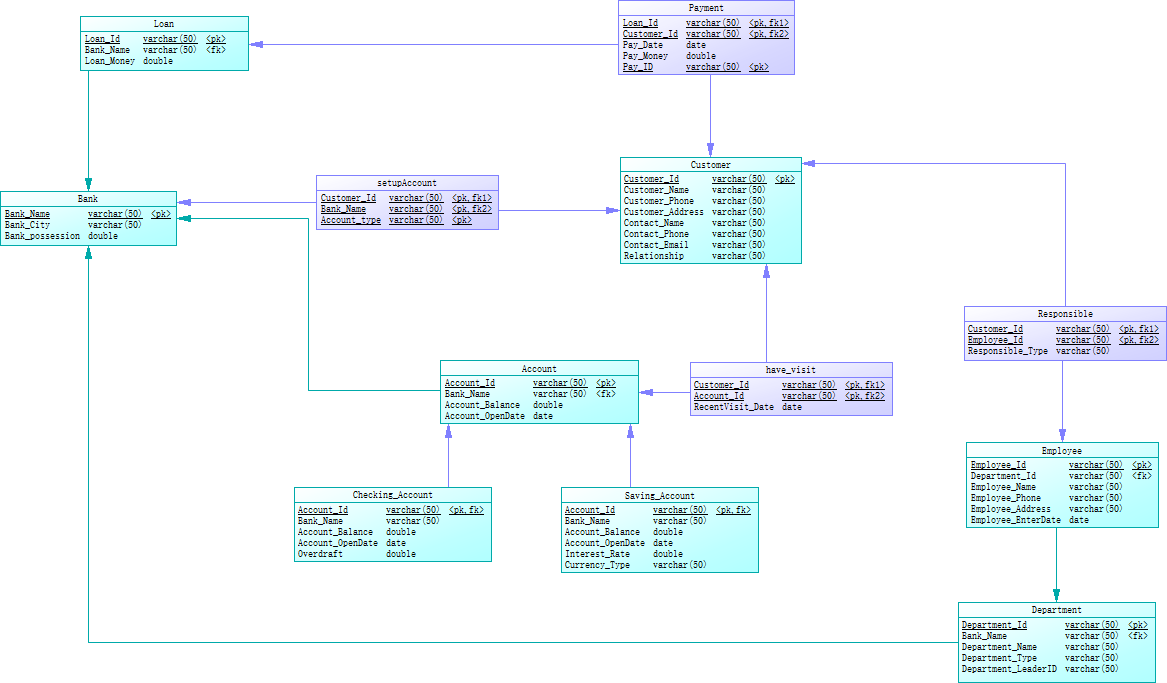 Loan
Loan_Id varchar(50) <pk>
Bank_Name varchar(50) <fk>
Loan_Money double
Payment
Loan_Id varchar(50) <pk,fk1>
Customer_Id varchar(50) <pk,fk2>
Pay_Date date
Pay_Money double
Pay_ID varchar(50) <pk>
Bank
Bank_Name varchar(50) <pk>
Bank_City varchar(50)
Bank_possession double
setupAccount
Customer_Id varchar(50) <pk,fk1>
Bank_Name varchar(50) <pk,fk2>
Account_type varchar(50) <pk>
Customer
Customer_Id varchar(50) <pk>
Customer_Name varchar(50)
Customer_Phone varchar(50)
Customer_Address varchar(50)
Contact_Name varchar(50)
Contact_Phone varchar(50)
Contact_Email varchar(50)
Relationship varchar(50)
Responsible
Customer_Id varchar(50) <pk,fk1>
Employee_Id varchar(50) <pk,fk2>
Responsible_Type varchar(50)
Account
Account_Id varchar(50) <pk>
Bank_Name varchar(50) <fk>
Account_Balance double
Account_OpenDate date
have_visit
Customer_Id varchar(50) <pk,fk1>
Account_Id varchar(50) <pk,fk2>
RecentVisit_Date date
Employee
Employee_Id varchar(50) <pk>
Department_Id varchar(50) <fk>
Employee_Name varchar(50)
Employee_Phone varchar(50)
Employee_Address varchar(50)
Employee_EnterDate date
Checking_Account
Account_Id varchar(50) <pk,fk>
Bank_Name varchar(50)
Account_Balance double
Account_OpenDate date
Overdraft double
Saving_Account
Account_Id varchar(50) <pk,fk>
Bank_Name varchar(50)
Account_Balance double
Account_OpenDate date
Interest_Rate double
Currency_Type varchar(50)
Department
Department_Id varchar(50) <pk>
Bank_Name varchar(50) <fk>
Department_Name varchar(50)
Department_Type varchar(50)
Department_LeaderID varchar(50)